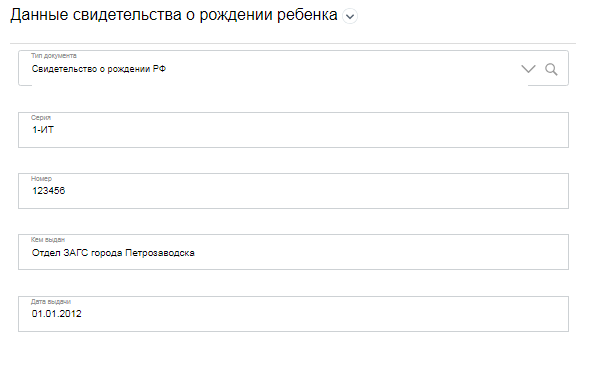 Данные свидетельства о рождении ребенка
Тип документа
Свидетельство о рождении РФ
Серия
1-ИТ
Номер
123456
Кем выдан
Отдел ЗАГС города Петрозаводска
Дата выдачи
01.01.2012